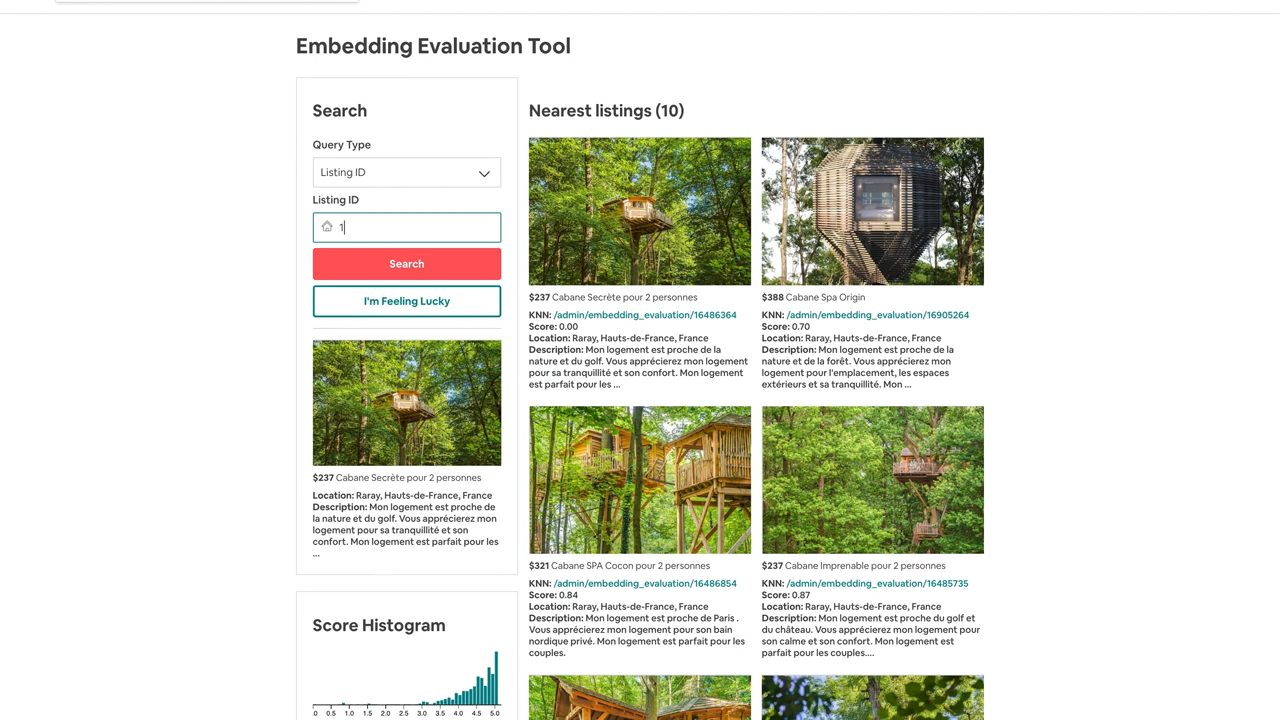 Embedding Evaluation Tool
Search
Query Type
Listing ID
Listing ID
1
Search
I'm Feeling Lucky
$237 Cabane Secrète pour 2 personnes
Location: Raray, Hauts-de-France, France
Description: Mon logement est proche de
la nature et du golf. Vous apprécierez mon
logement pour sa tranquillité et son
confort. Mon logement est parfait pour les
...
Score Histogram
.0 0.5 1.0 1.5 2.0 2.5 3.0 3.5 4.0 4.5 5.0
Nearest listings (10)
$237 Cabane Secrète pour 2 personnes
KNN: /admin/embedding_evaluation/16486364
Score: 0.00
Location: Raray, Hauts-de-France, France
Description: Mon logement est proche de la
nature et du golf. Vous apprécierez mon logement
pour sa tranquillité et son confort. Mon logement
est parfait pour les ...
$388 Cabane Spa Origin
KNN: /admin/embedding_evaluation/16905264
Score: 0.70
Location: Raray, Hauts-de-France, France
Description: Mon logement est proche de la
nature et de la forêt. Vous apprécierez mon
logement pour l'emplacement, les espaces
extérieurs et sa tranquillité. Mon ...
$321 Cabane SPA Cocon pour 2 personnes
KNN: /admin/embedding_evaluation/16486854
Score: 0.84
Location: Raray, Hauts-de-France, France
Description: Mon logement est proche de Paris .
Vous apprécierez mon logement pour son bain
nordique privé. Mon logement est parfait pour les
couples.
$237 Cabane Imprenable pour 2 personnes
KNN: /admin/embedding_evaluation/16485735
Score: 0.87
Location: Raray, Hauts-de-France, France
Description: Mon logement est proche du golf et
du château. Vous apprécierez mon logement pour
son calme et son confort. Mon logement est
parfait pour les couples....